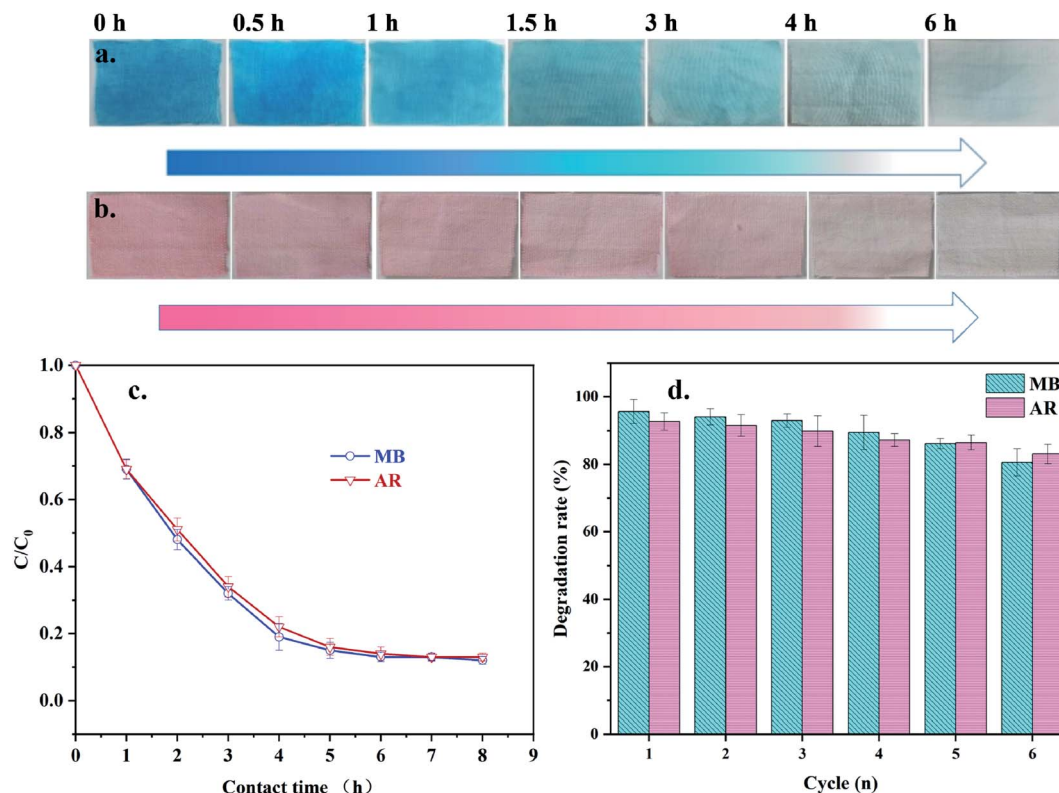 0 h 0.5 h 1 h 1.5 h 3 h 4 h 6 h
a.
b.
c.
1.0
0.8
0.6
0.4
0.2
0.0
C/C0
MB
AR
0 1 2 3 4 5 6 7 8 9
Contact time （h）
d.
MB
AR
100
80
60
40
20
0
Degradation rate (%)
1 2 3 4 5 6
Cycle (n)